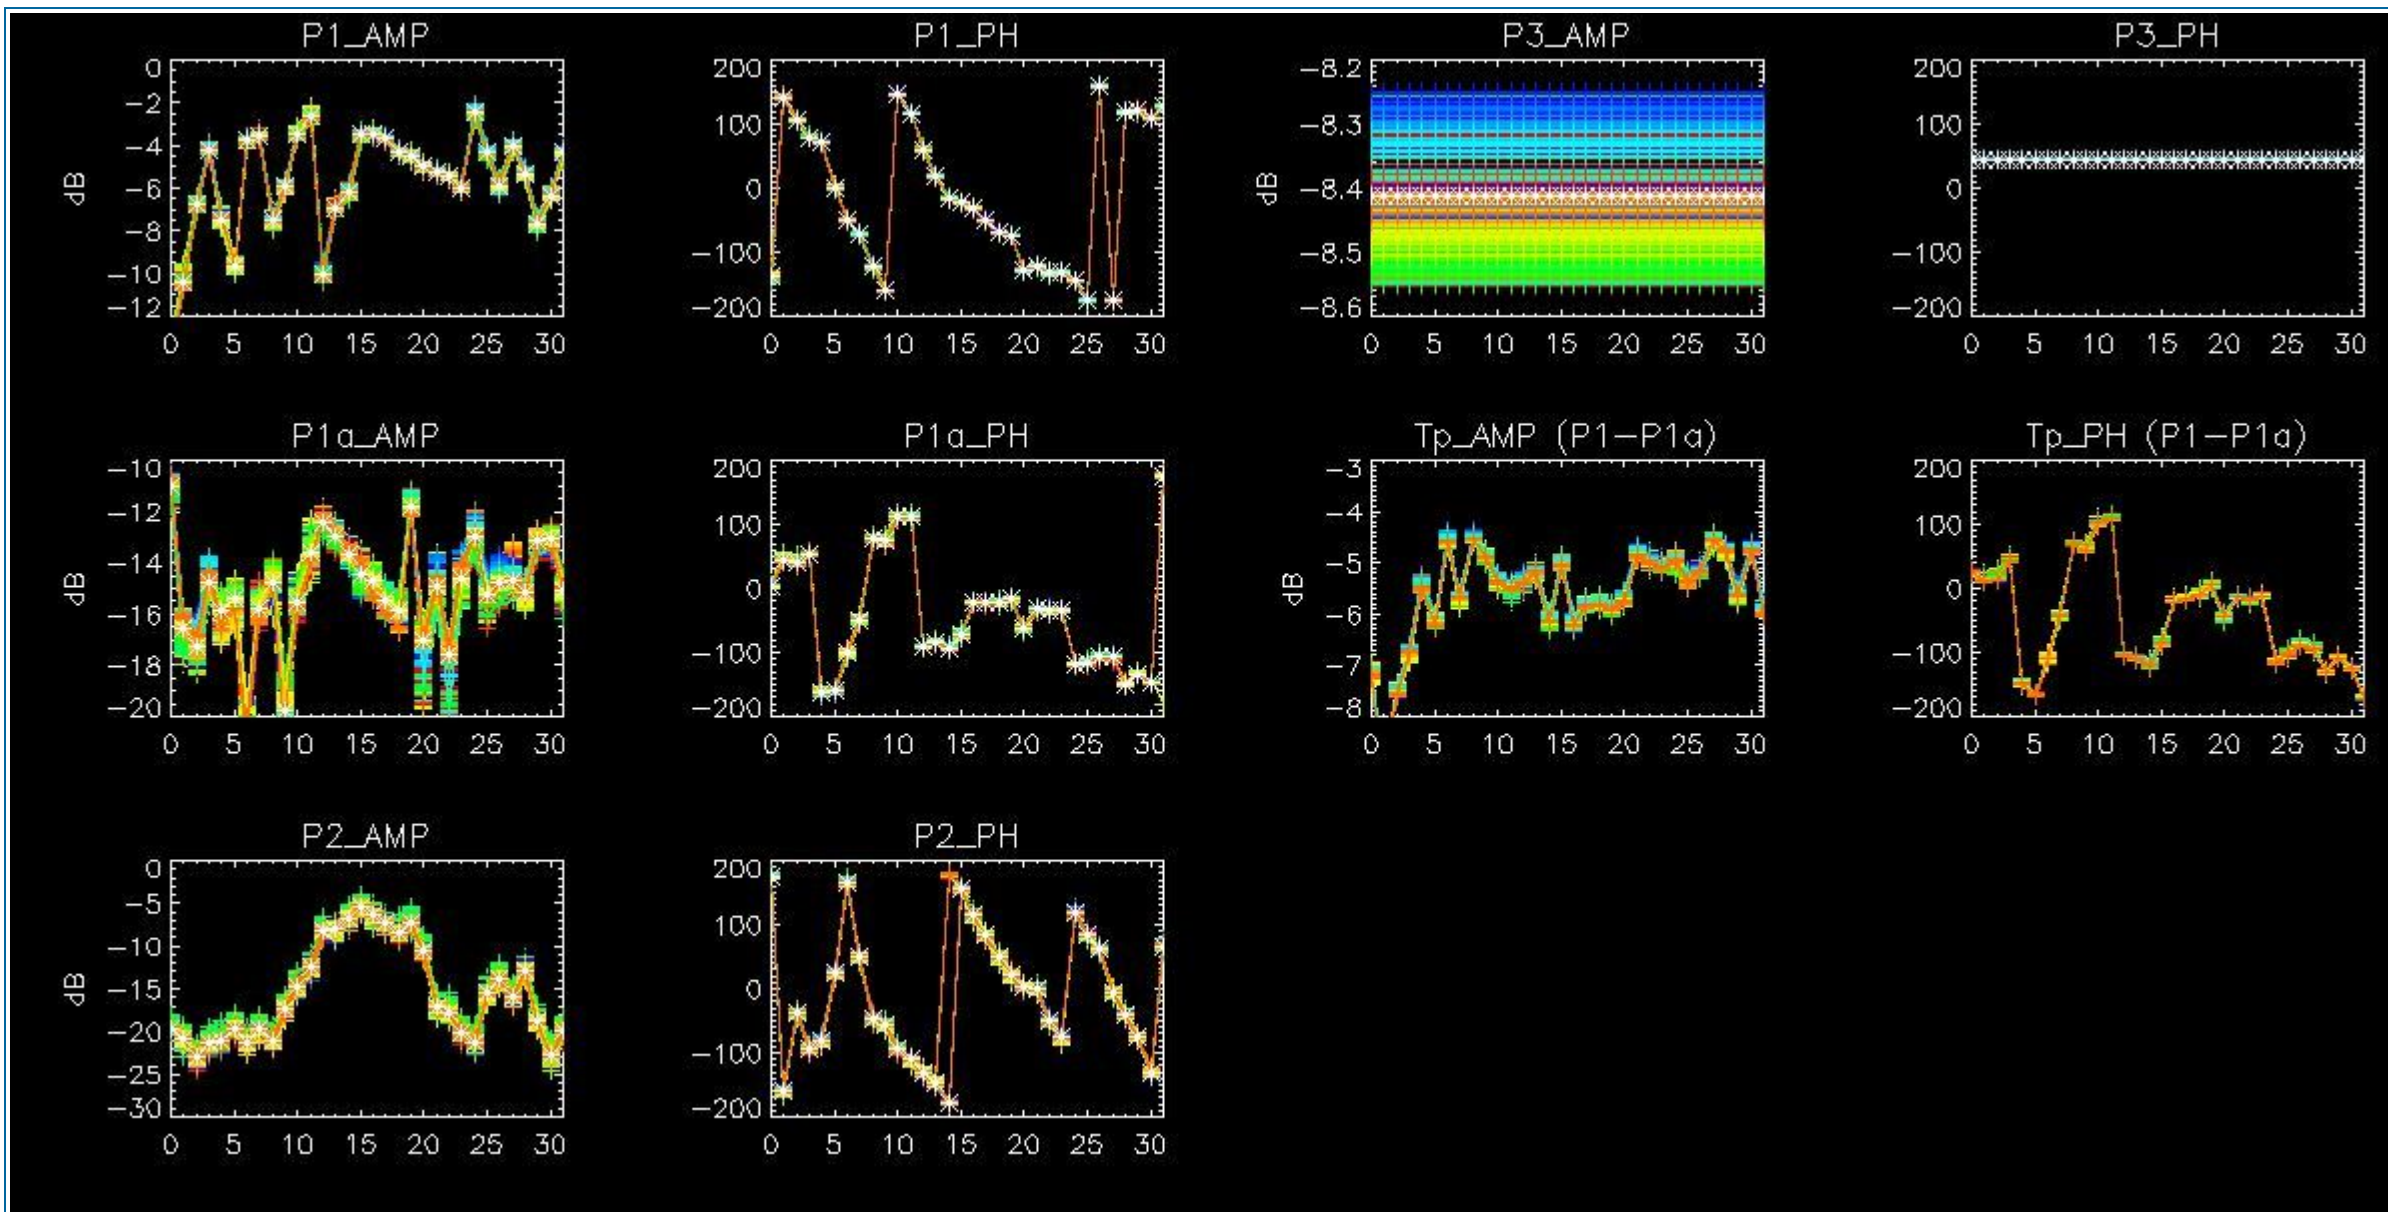 P1_AMP
0
−2
−4
−6
−8
−10
−12
dB
0 5 10 15 20 25 30
P1_PH
200
100
0
−100
−200
0 5 10 15 20 25 30
P3_AMP
−8.2
−8.3
−8.4
−8.5
−8.6
dB
0 5 10 15 20 25 30
P3_PH
200
100
0
−100
−200
0 5 10 15 20 25 30
P1a_AMP
−10
−12
−14
−16
−18
−20
dB
0 5 10 15 20 25 30
P1a_PH
200
100
0
−100
−200
0 5 10 15 20 25 30
Tp_AMP (P1−P1a)
−3
−4
−5
−6
−7
−8
dB
0 5 10 15 20 25 30
Tp_PH (P1−P1a)
200
100
0
−100
−200
0 5 10 15 20 25 30
P2_AMP
0
−5
−10
−15
−20
−25
−30
dB
0 5 10 15 20 25 30
P2_PH
200
100
0
−100
−200
0 5 10 15 20 25 30